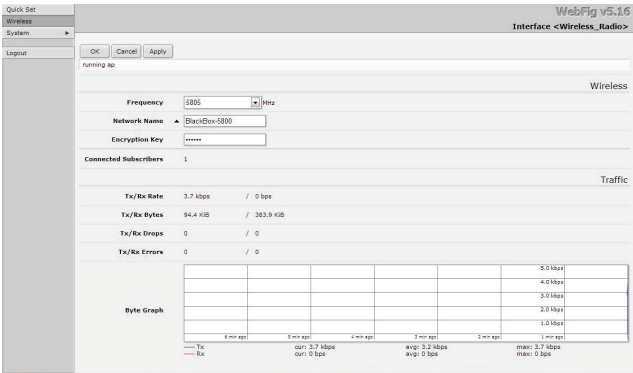 Quick Set
WebFig v5.16
Wireless
Interface <Wireless_Radio>
System
Logout
OK Cancel Apply
running ap
Wireless
Frequency 5805 MHz
Network Name BlackBox-5800
Encryption Key ••••••
Connected Subscribers 1
Traffic
Tx/Rx Rate 3.7 kbps / 0 bps
Tx/Rx Bytes 94.4 KiB / 383.9 KiB
Tx/Rx Drops 0 / 0
Tx/Rx Errors 0 / 0
5.0 kbps
4.0 kbps
3.0 kbps
Byte Graph 2.0 kbps
1.0 kbps
6 min ago 5 min ago 4 min ago 3 min ago 2 min ago 1 min ago
Tx cur: 3.7 kbps avg: 3.2 kbps max: 3.7 kbps
Rx cur: 0 bps avg: 0 bps max: 0 bps